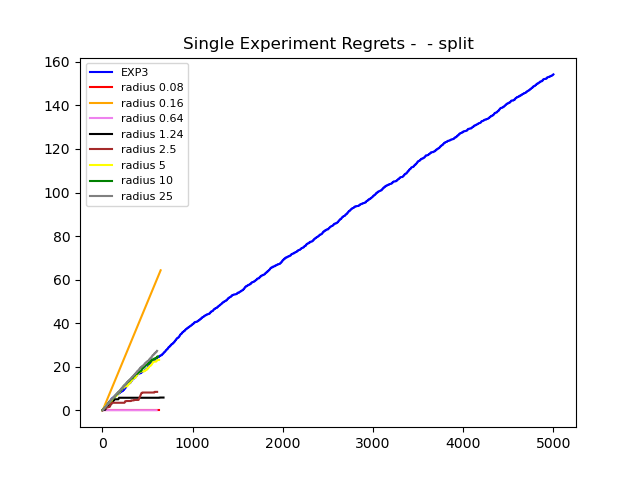 Single Experiment Regrets -  - split
160
140
120
100
80
60
40
20
0
EXP3
radius 0.08
radius 0.16
radius 0.64
radius 1.24
radius 2.5
radius 5
radius 10
radius 25
0 1000 2000 3000 4000 5000